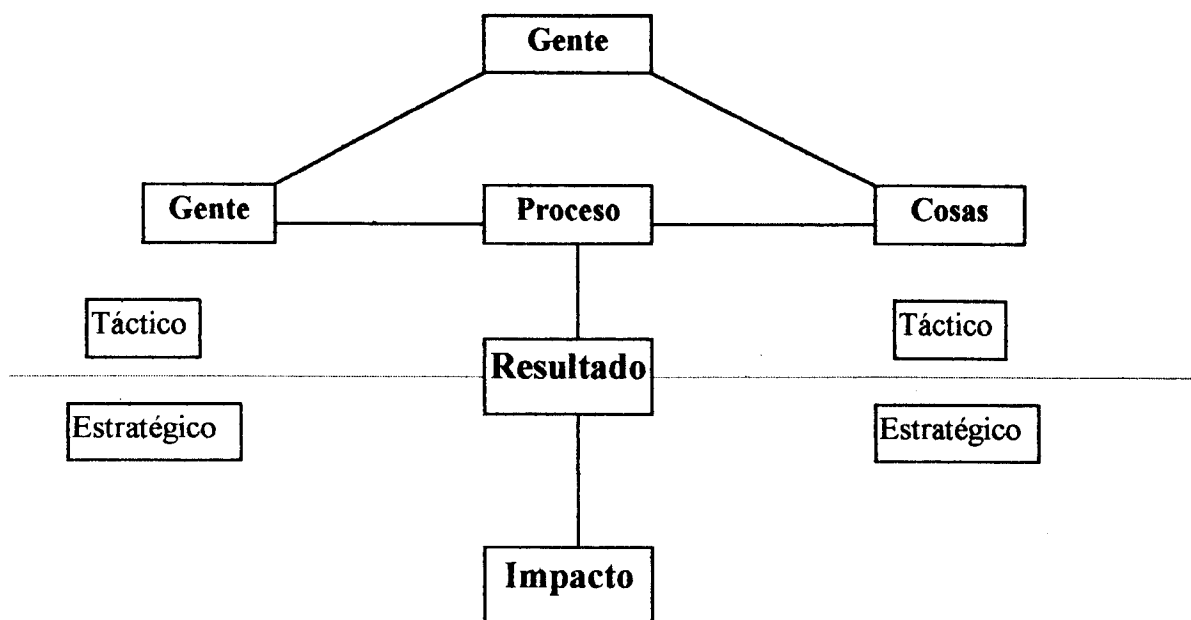 Gente
Gente
Proceso
Cosas
Táctico
Táctico
Resultado
Estratégico
Estratégico
Impacto